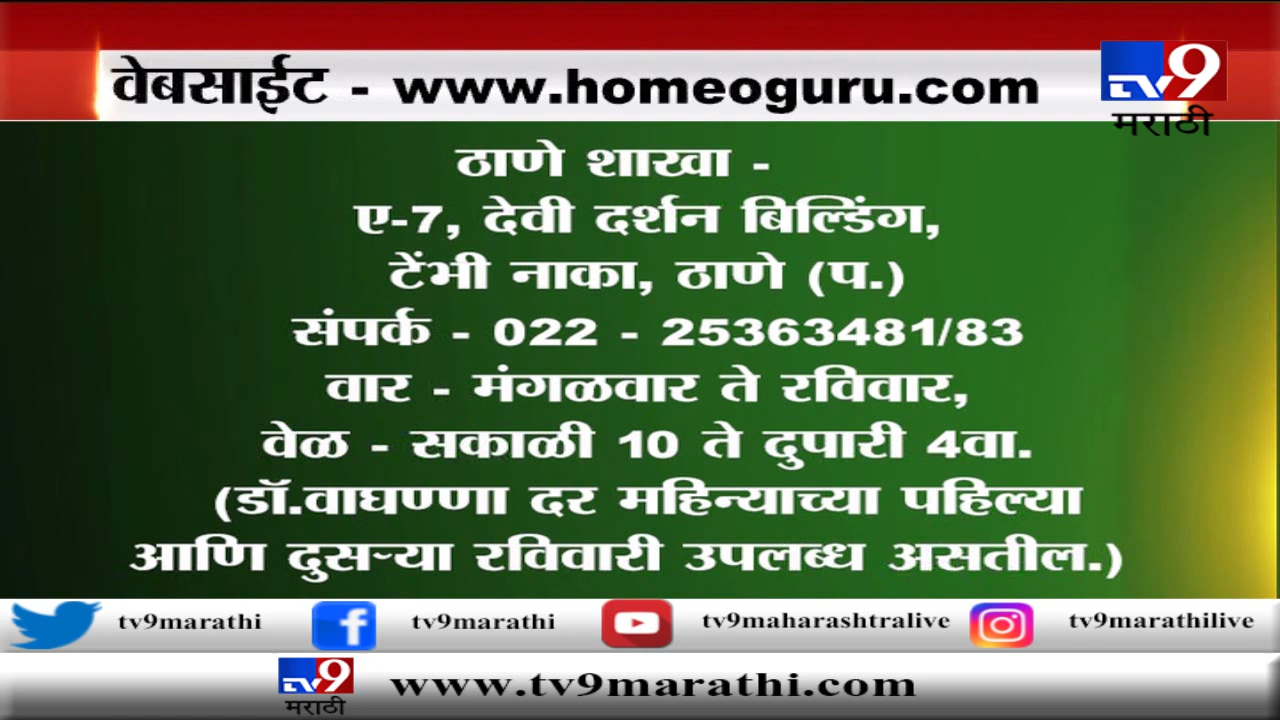 वेबसाईट - www.homeoguru.com
TV9
मराठी
ठाणे शाखा -
ए-7, देवी दर्शन बिल्डिंग,
टेंभी नाका, ठाणे (प.)
संपर्क - 022 - 25363481/83
वार - मंगळवार ते रविवार,
वेळ - सकाळी 10 ते दुपारी 4वा.
(डॉ.वाघण्णा दर महिन्याच्या पहिल्या
आणि दुसऱ्या रविवारी उपलब्ध असतील.)
tv9marathi tv9marathi tv9maharashtralive tv9marathilive
TV9
मराठी
www.tv9marathi.com